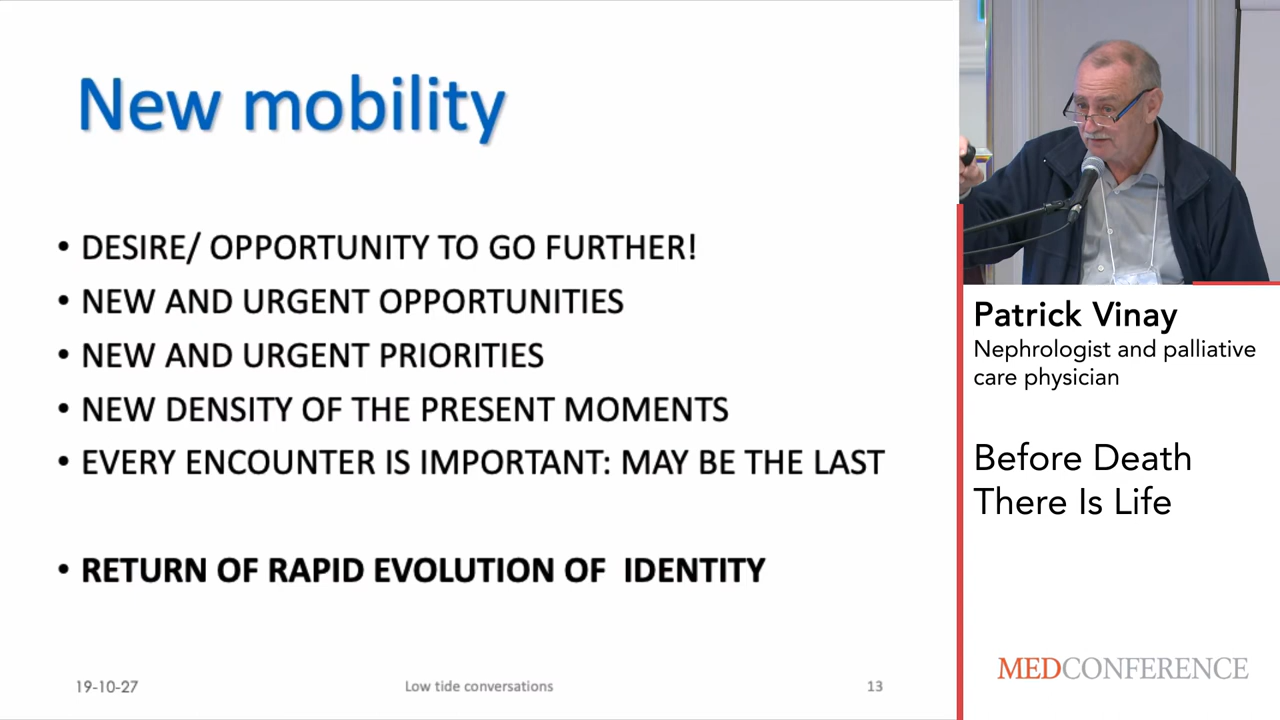 New mobility
• DESIRE/ OPPORTUNITY TO GO FURTHER!
• NEW AND URGENT OPPORTUNITIES
• NEW AND URGENT PRIORITIES
• NEW DENSITY OF THE PRESENT MOMENTS
• EVERY ENCOUNTER IS IMPORTANT: MAY BE THE LAST
• RETURN OF RAPID EVOLUTION OF  IDENTITY
19-10-27
Low tide conversations
13
Patrick Vinay
Nephrologist and palliative
care physician
Before Death
There Is Life
MEDCONFERENCE